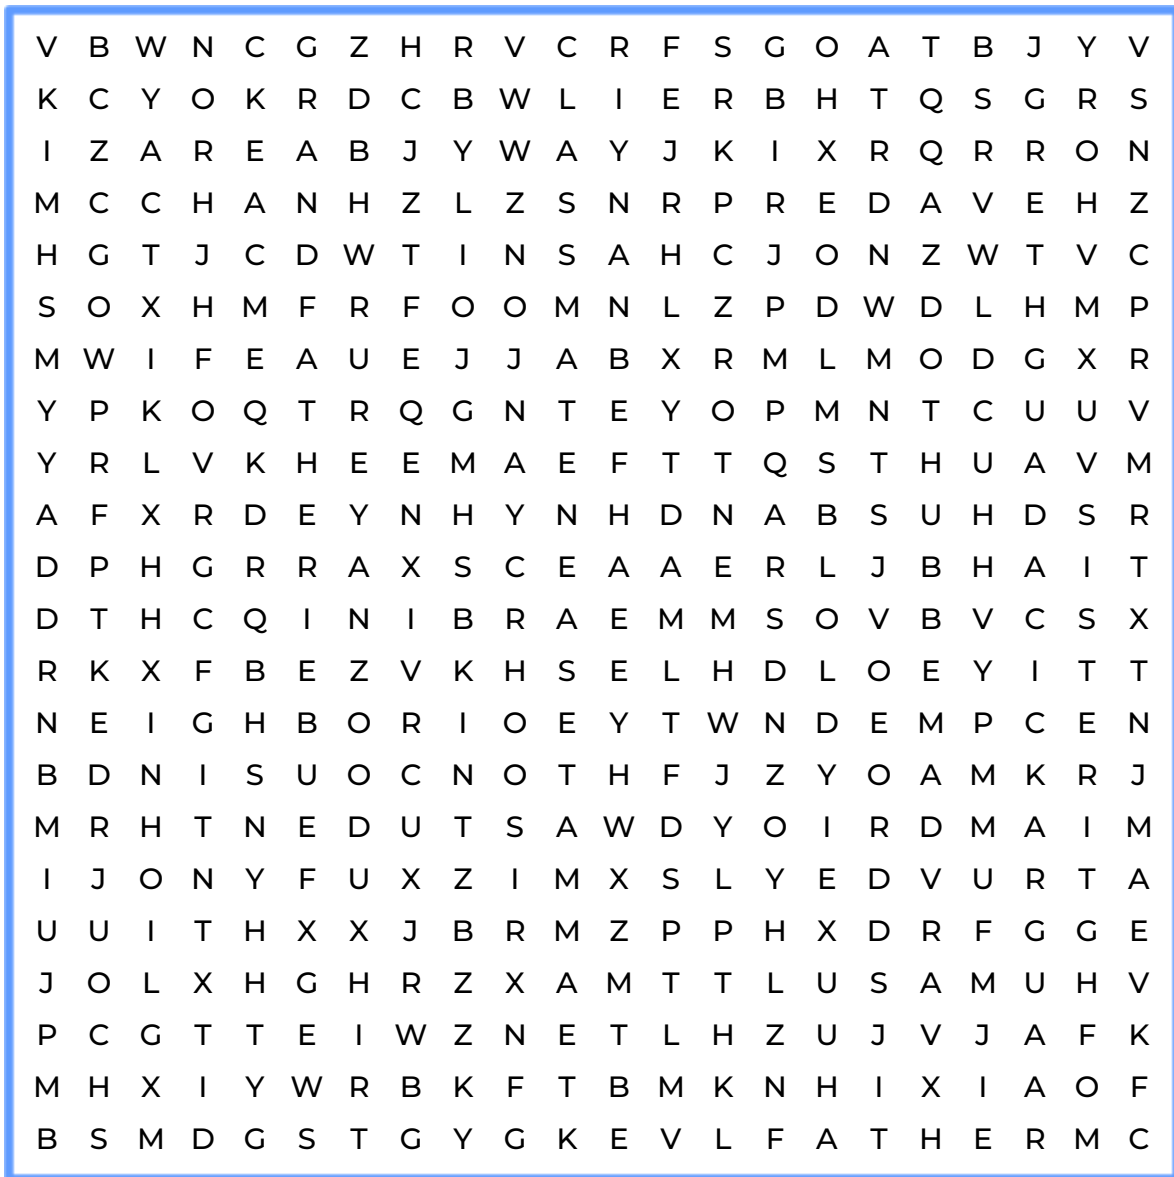 V B W N C G Z H R V C R F S G O A T B J Y V
K C Y O K R D C B W L I E R B H T Q S G R S
I Z A R E A B J Y W A Y J K I X R Q R R O N
M C C H A N H Z L Z S N R P R E D A V E H Z
H G T J C D W T I N S A H C J O N Z W T V C
S O X H M F R F O O M N L Z P D W D L H M P
M W I F E A U E J J A B X R M L M O D G X R
Y P K O Q T R Q G N T E Y O P M N T C U U V
Y R L V K H E E M A E F T T Q S T H U A V M
A F X R D E Y N H Y N H D N A B S U H D S R
D P H G R R A X S C E A A E R L J B H A I T
D T H C Q I N I B R A E M M S O V B V C S X
R K X F B E Z V K H S E L H D L O E Y I T T
N E I G H B O R I O E Y T W N D E M P C E N
B D N I S U O C N O T H F J Z Y O A M K R J
M R H T N E D U T S A W D Y O I R D M A I M
I J O N Y F U X Z I M X S L Y E D V U R T A
U U I T H X X J B R M Z P P H X D R F G G E
J O L X H G H R Z X A M T T L U S A M U H V
P C G T T E I W Z N E T L H Z U J V J A F K
M H X I Y W R B K F T B M K N H I X I A O F
B S M D G S T G Y G K E V L F A T H E R M C